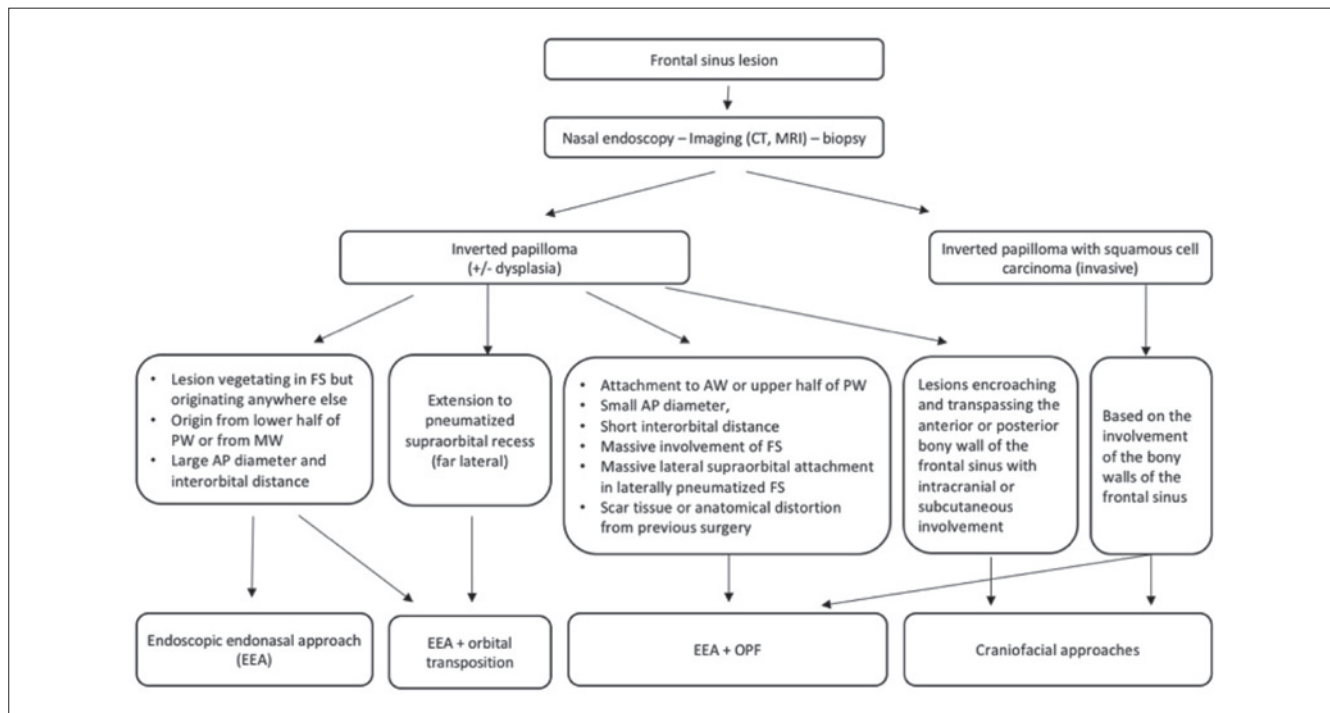 Frontal sinus lesion
Nasal endoscopy – Imaging (CT, MRI) – biopsy
Inverted papilloma
(+/- dysplasia)
Inverted papilloma with squamous cell
carcinoma (invasive)
• Lesion vegetating in FS but
originating anywhere else
• Origin from lower half of
PW or from MW
• Large AP diameter and
interorbital distance
Extension to
pneumatized
supraorbital recess
(far lateral)
• Attachment to AW or upper half of PW
• Small AP diameter,
• Short interorbital distance
• Massive involvement of FS
• Massive lateral supraorbital attachment
in laterally pneumatized FS
• Scar tissue or anatomical distortion
from previous surgery
Lesions encroaching
and transpassing the
anterior or posterior
bony wall of the
frontal sinus with
intracranial or
subcutaneous
involvement
Based on the
involvement
of the bony
walls of the
frontal sinus
Endoscopic endonasal approach
(EEA)
EEA + orbital
transposition
EEA + OPF
Craniofacial approaches